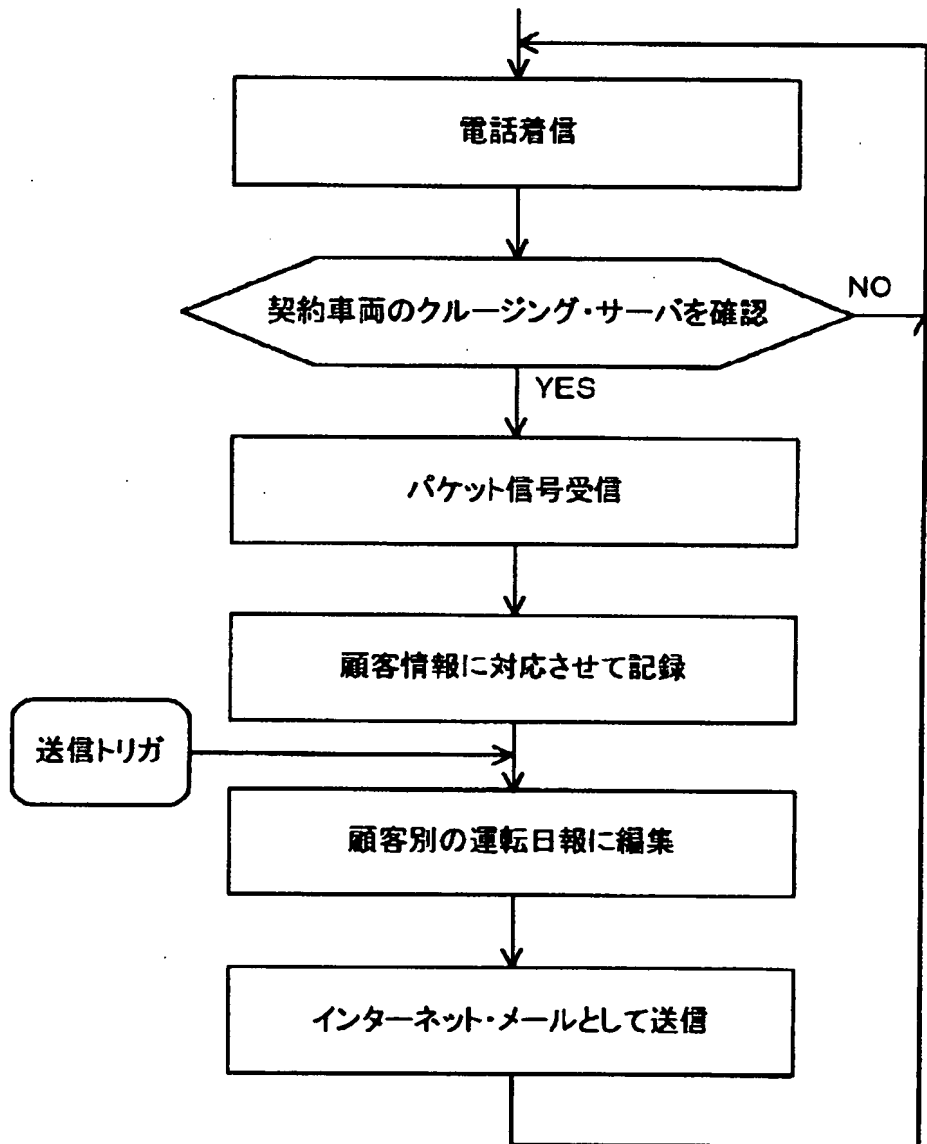 電話着信
契約車両のクルージング・サーバを確認
NO
YES
パケット信号受信
顧客情報に対応させて記録
送信トリガ
顧客別の運転日報に編集
インターネット・メールとして送信